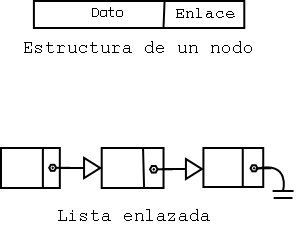 Dato Enlace
Estructura de un nodo
Lista enlazada